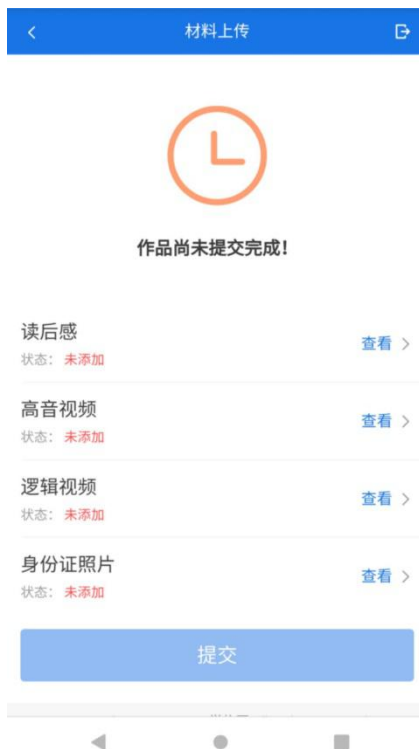 材料上传
作品尚未提交完成!
读后感
状态: 未添加
查看
高音视频
状态: 未添加
查看
逻辑视频
状态: 未添加
查看
身份证照片
状态: 未添加
查看
提交